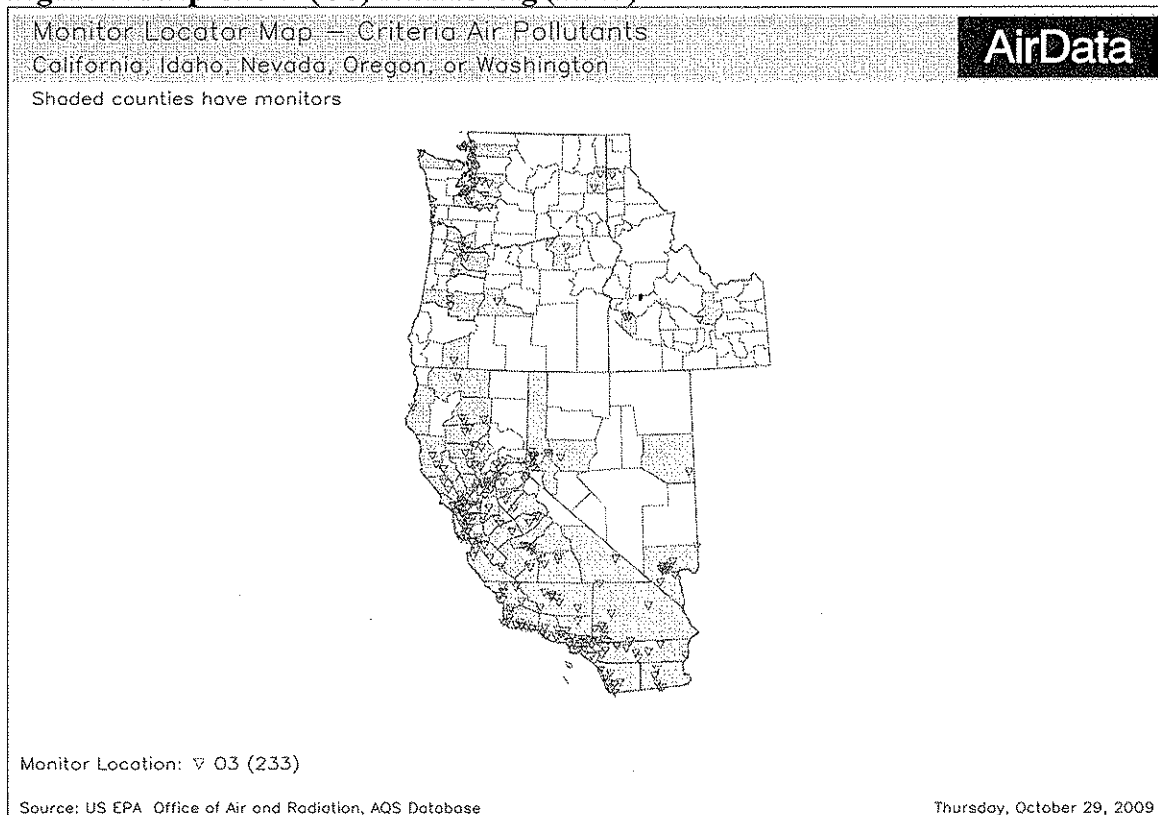 Monitor Locator Map – Criteria Air Pollutants
California, Idaho, Nevada, Oregon, or Washington
AirData
Shaded counties have monitors
Monitor Location: ▽ O3 (233)
Source: US EPA Office of Air and Radiation, AQS Database
Thursday, October 29, 2009